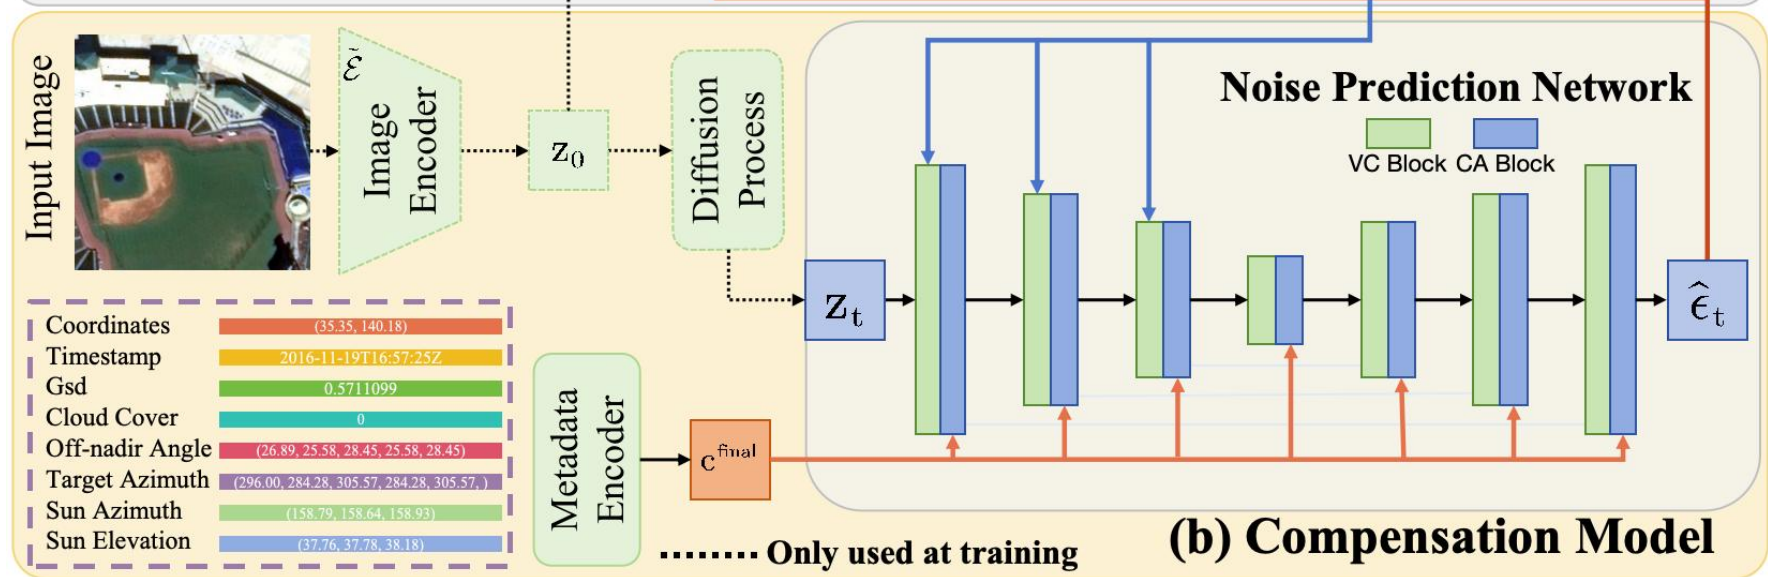 Input Image
ℰ̃
Image
Encoder
z₀
Diffusion
Process
Noise Prediction Network
VC Block CA Block
zₜ
ϵ̂ₜ
Coordinates (35.35, 140.18)
Timestamp 2016-11-19T16:57:25Z
Gsd 0.5711099
Cloud Cover 0
Off-nadir Angle (26.89, 25.58, 28.45, 25.58, 28.45)
Target Azimuth (296.00, 284.28, 305.57, 284.28, 305.57, )
Sun Azimuth (158.79, 158.64, 158.93)
Sun Elevation (37.76, 37.78, 38.18)
Metadata
Encoder
c^final
Only used at training
(b) Compensation Model